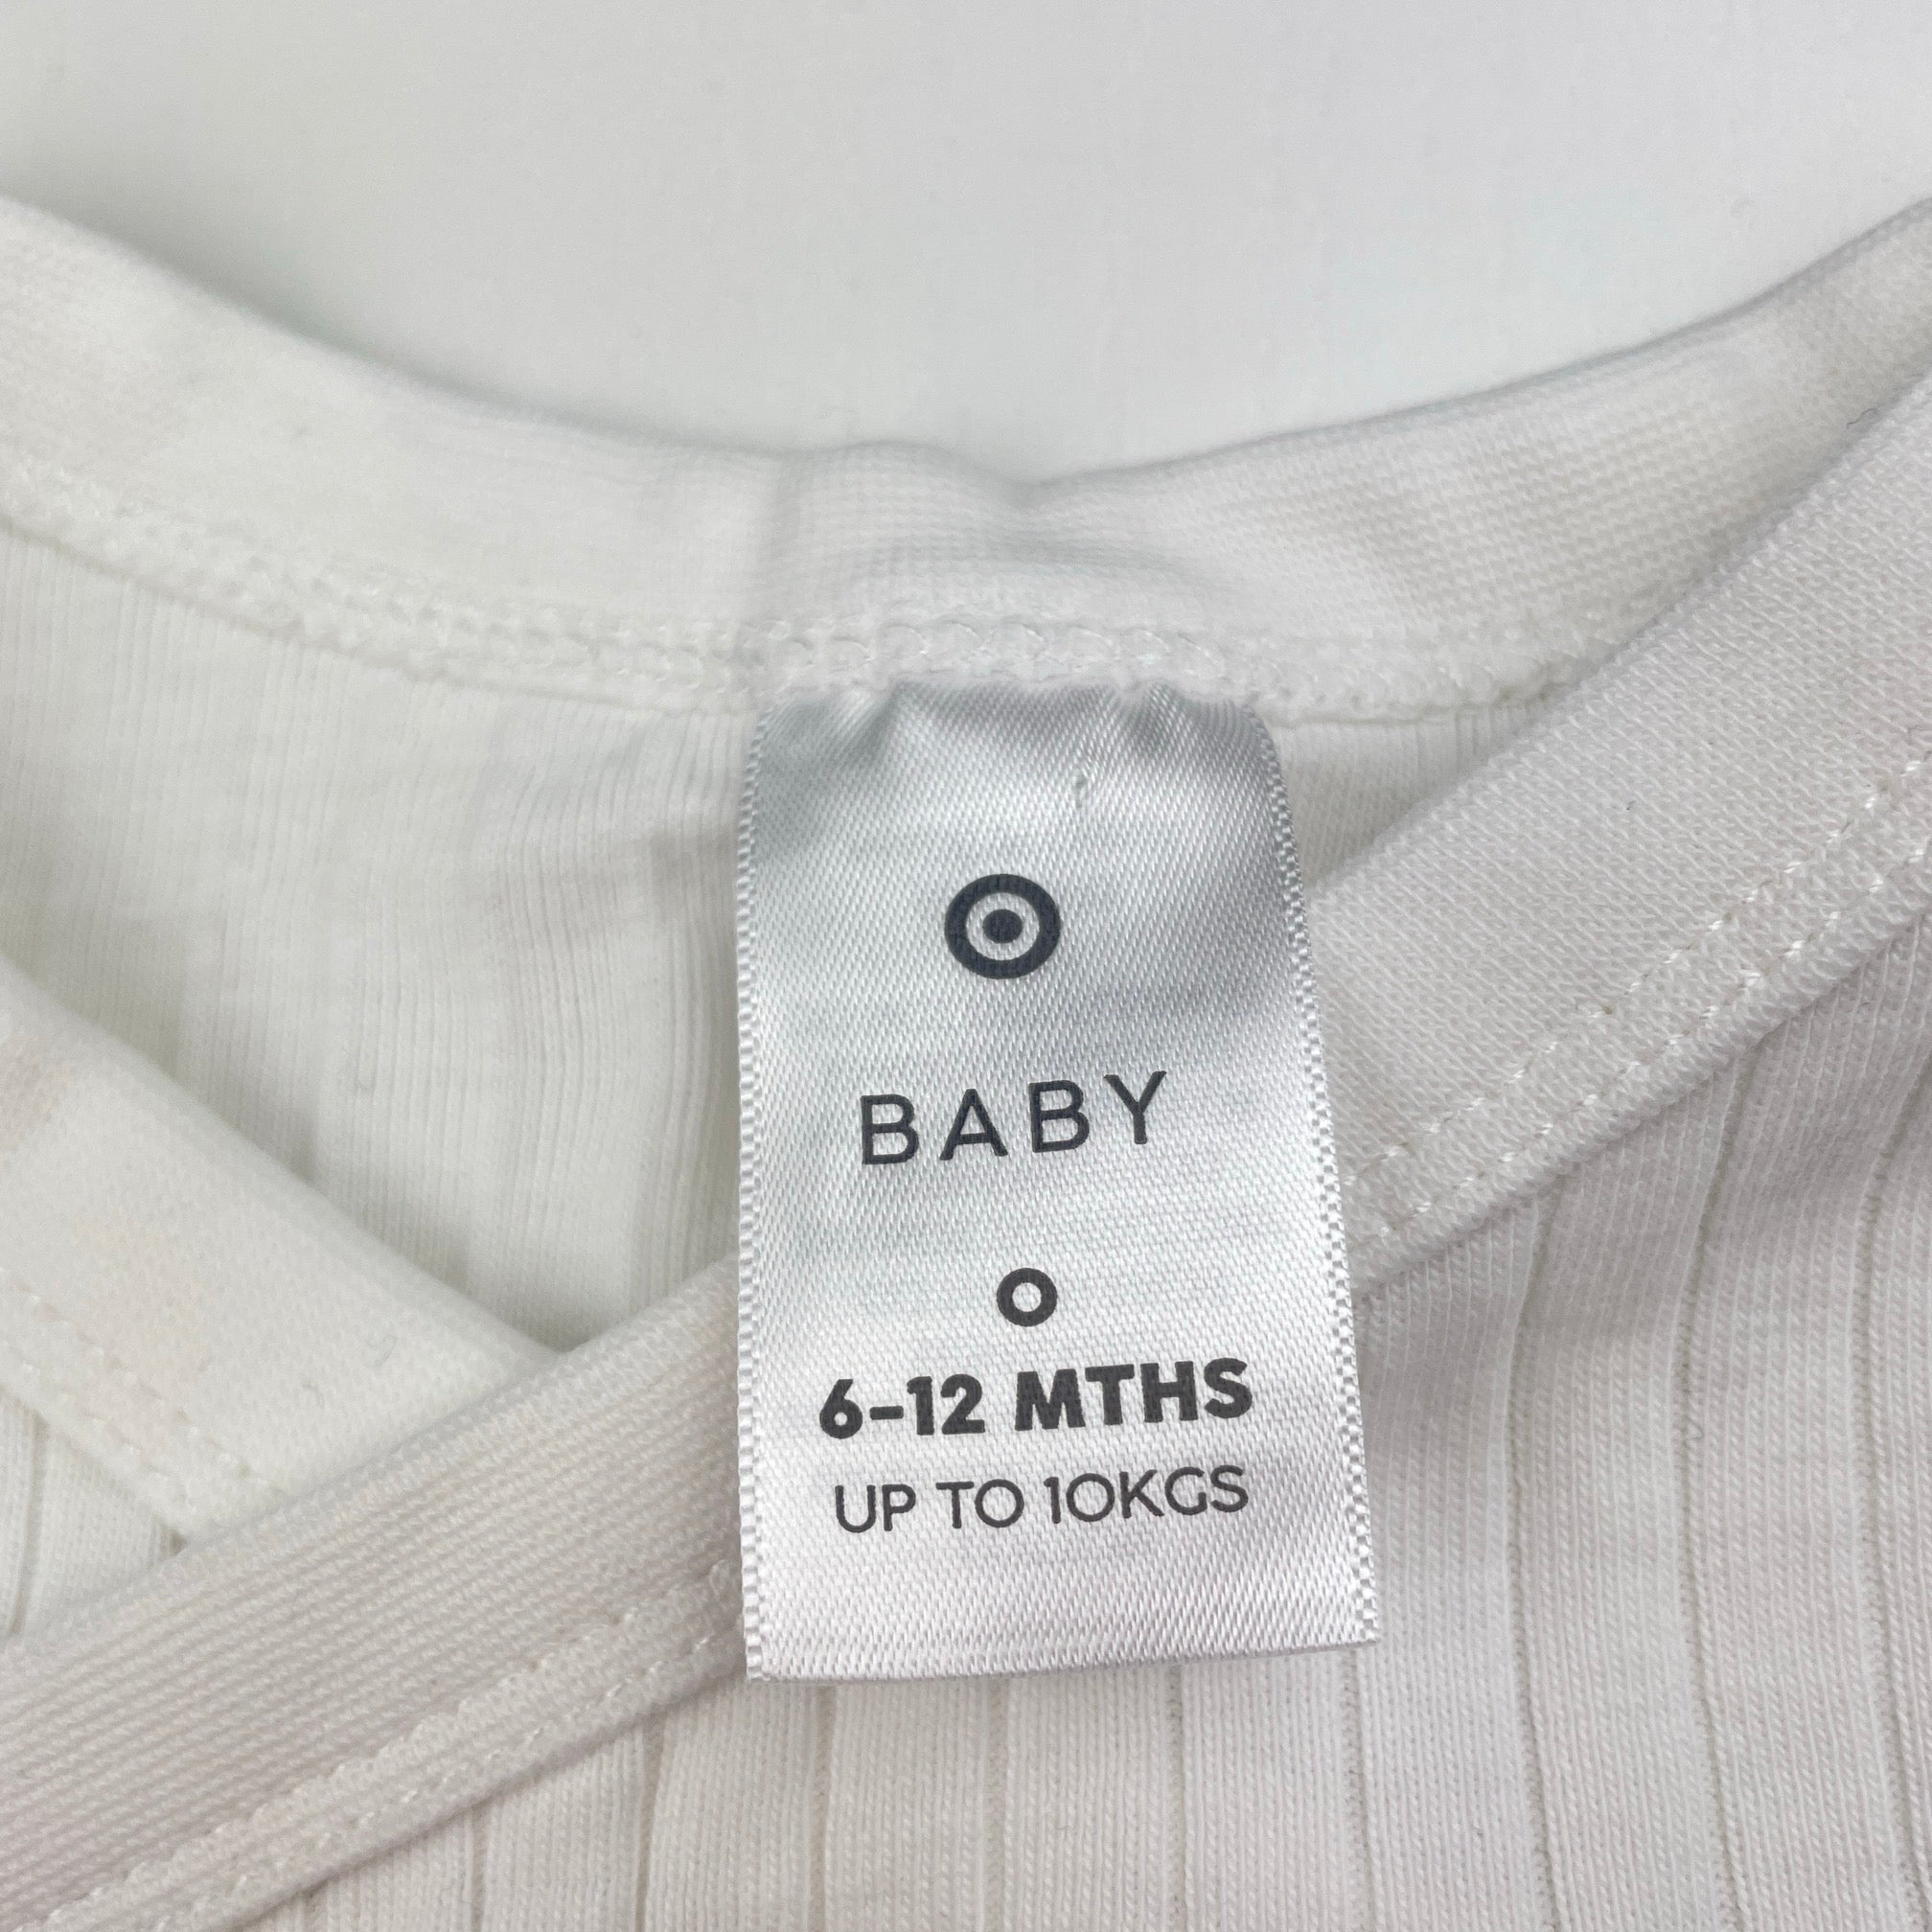 BABY
0
6-12 MTHS
UP TO 10KGS